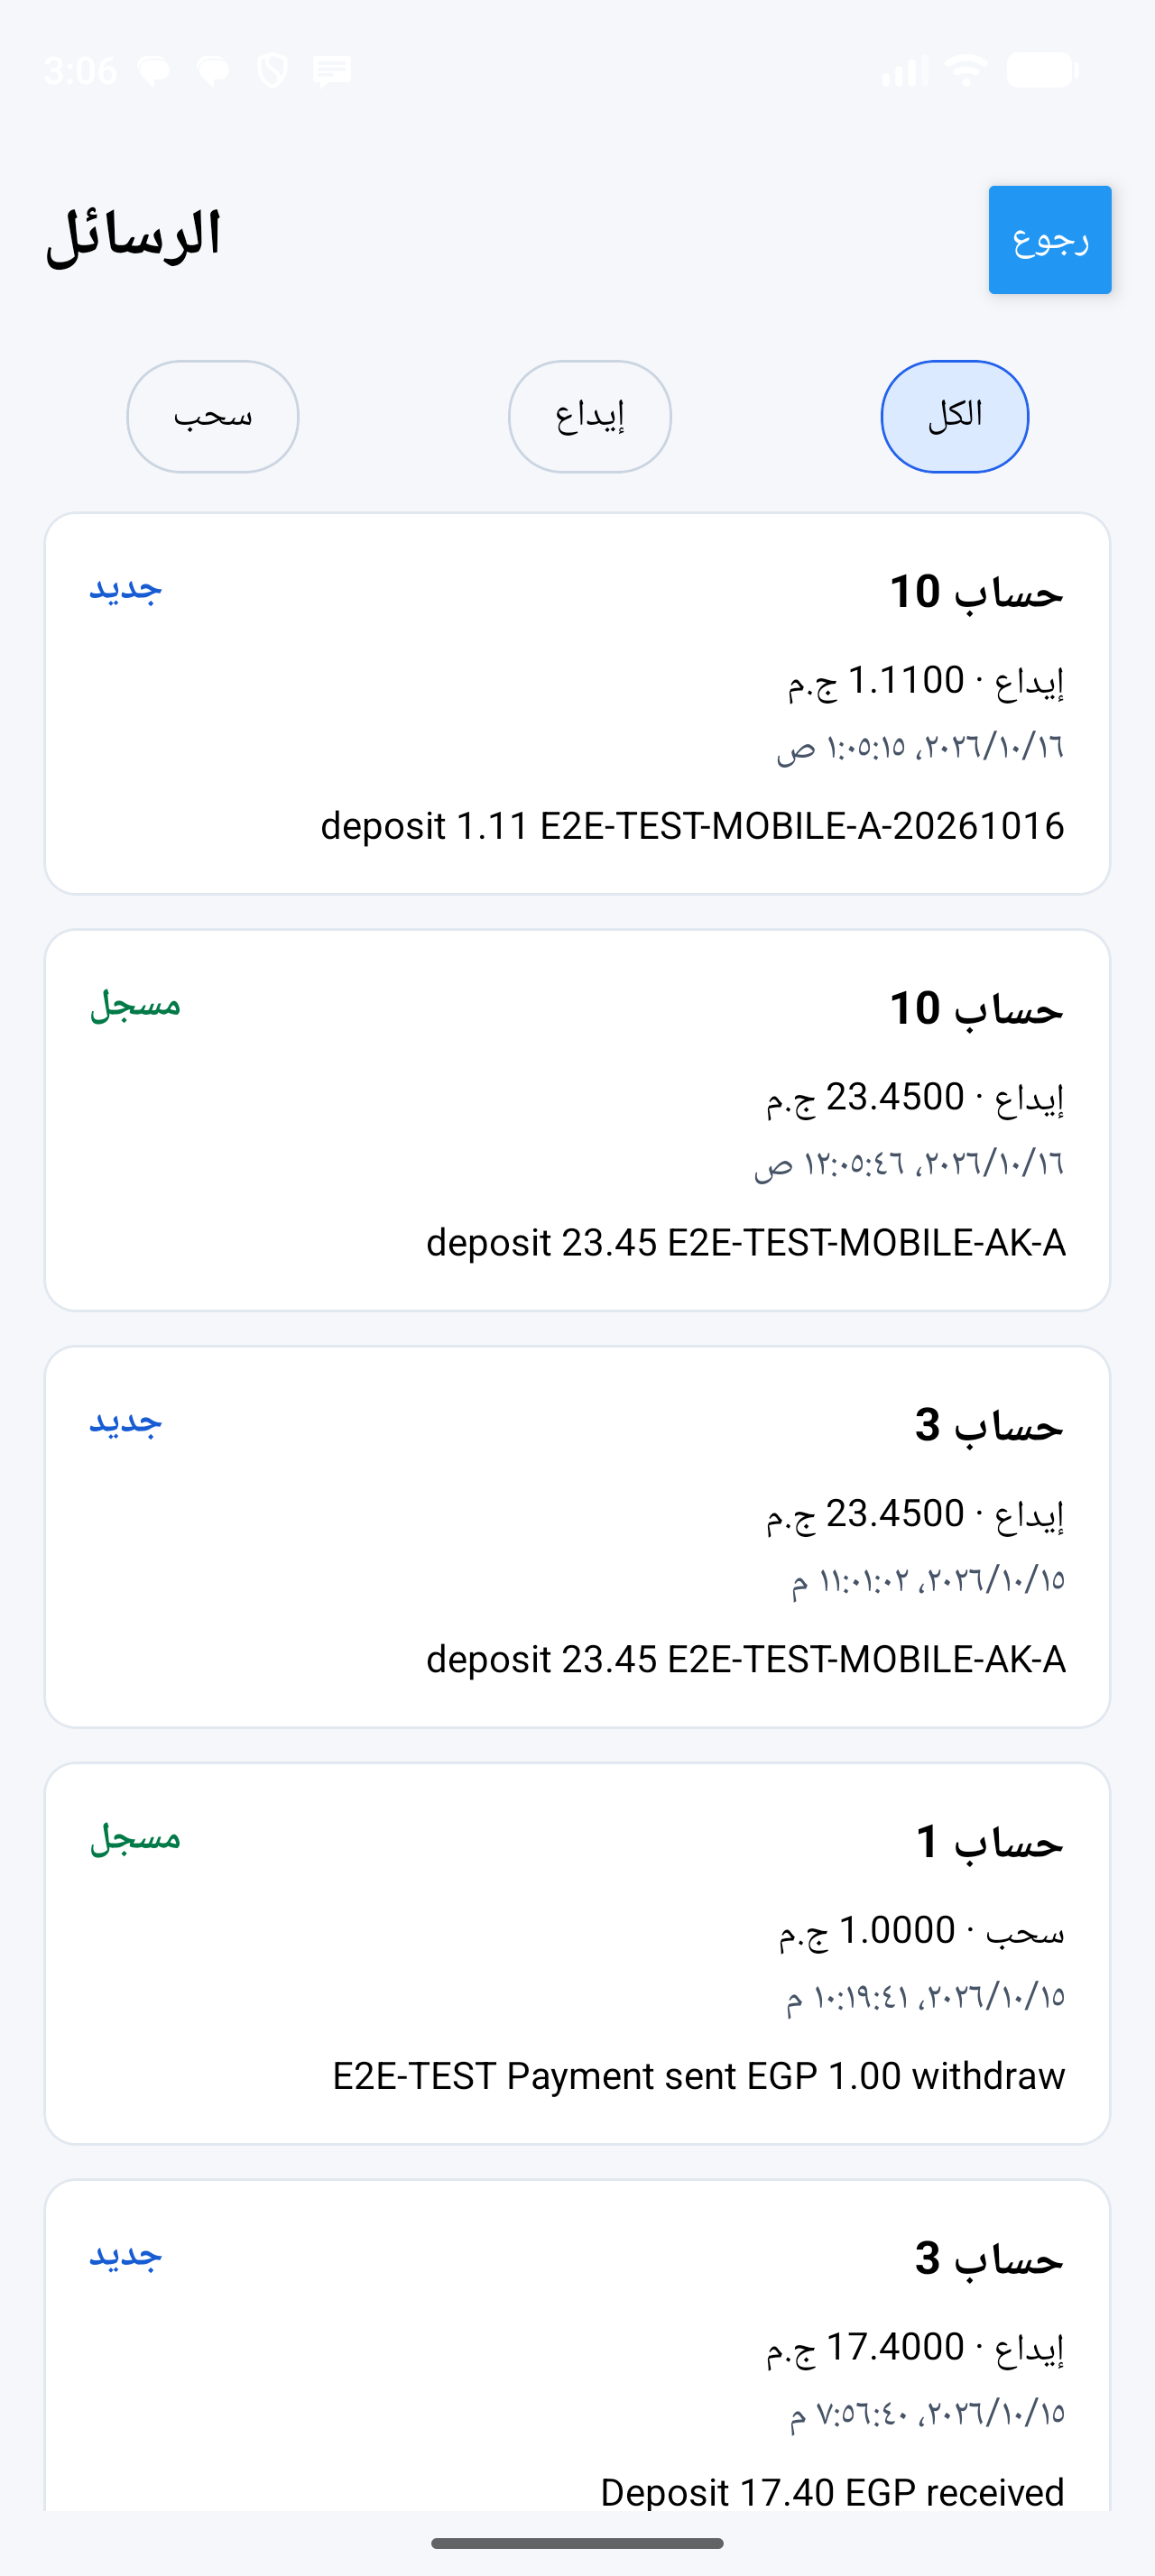 3:06
رجوع
الرسائل
الكل
إيداع
سحب
حساب 10
جديد
إيداع · 1.1100 ج.م
١٦‏/١٠‏/٢٠٢٦، ١:٠٥:١٥ ص
deposit 1.11 E2E-TEST-MOBILE-A-20261016
حساب 10
مسجل
إيداع · 23.4500 ج.م
١٦‏/١٠‏/٢٠٢٦، ١٢:٠٥:٤٦ ص
deposit 23.45 E2E-TEST-MOBILE-AK-A
حساب 3
جديد
إيداع · 23.4500 ج.م
١٥‏/١٠‏/٢٠٢٦، ١١:٠١:٠٢ م
deposit 23.45 E2E-TEST-MOBILE-AK-A
حساب 1
مسجل
سحب · 1.0000 ج.م
١٥‏/١٠‏/٢٠٢٦، ١٠:١٩:٤١ م
E2E-TEST Payment sent EGP 1.00 withdraw
حساب 3
جديد
إيداع · 17.4000 ج.م
١٥‏/١٠‏/٢٠٢٦، ٧:٥٦:٤٠ م
Deposit 17.40 EGP received